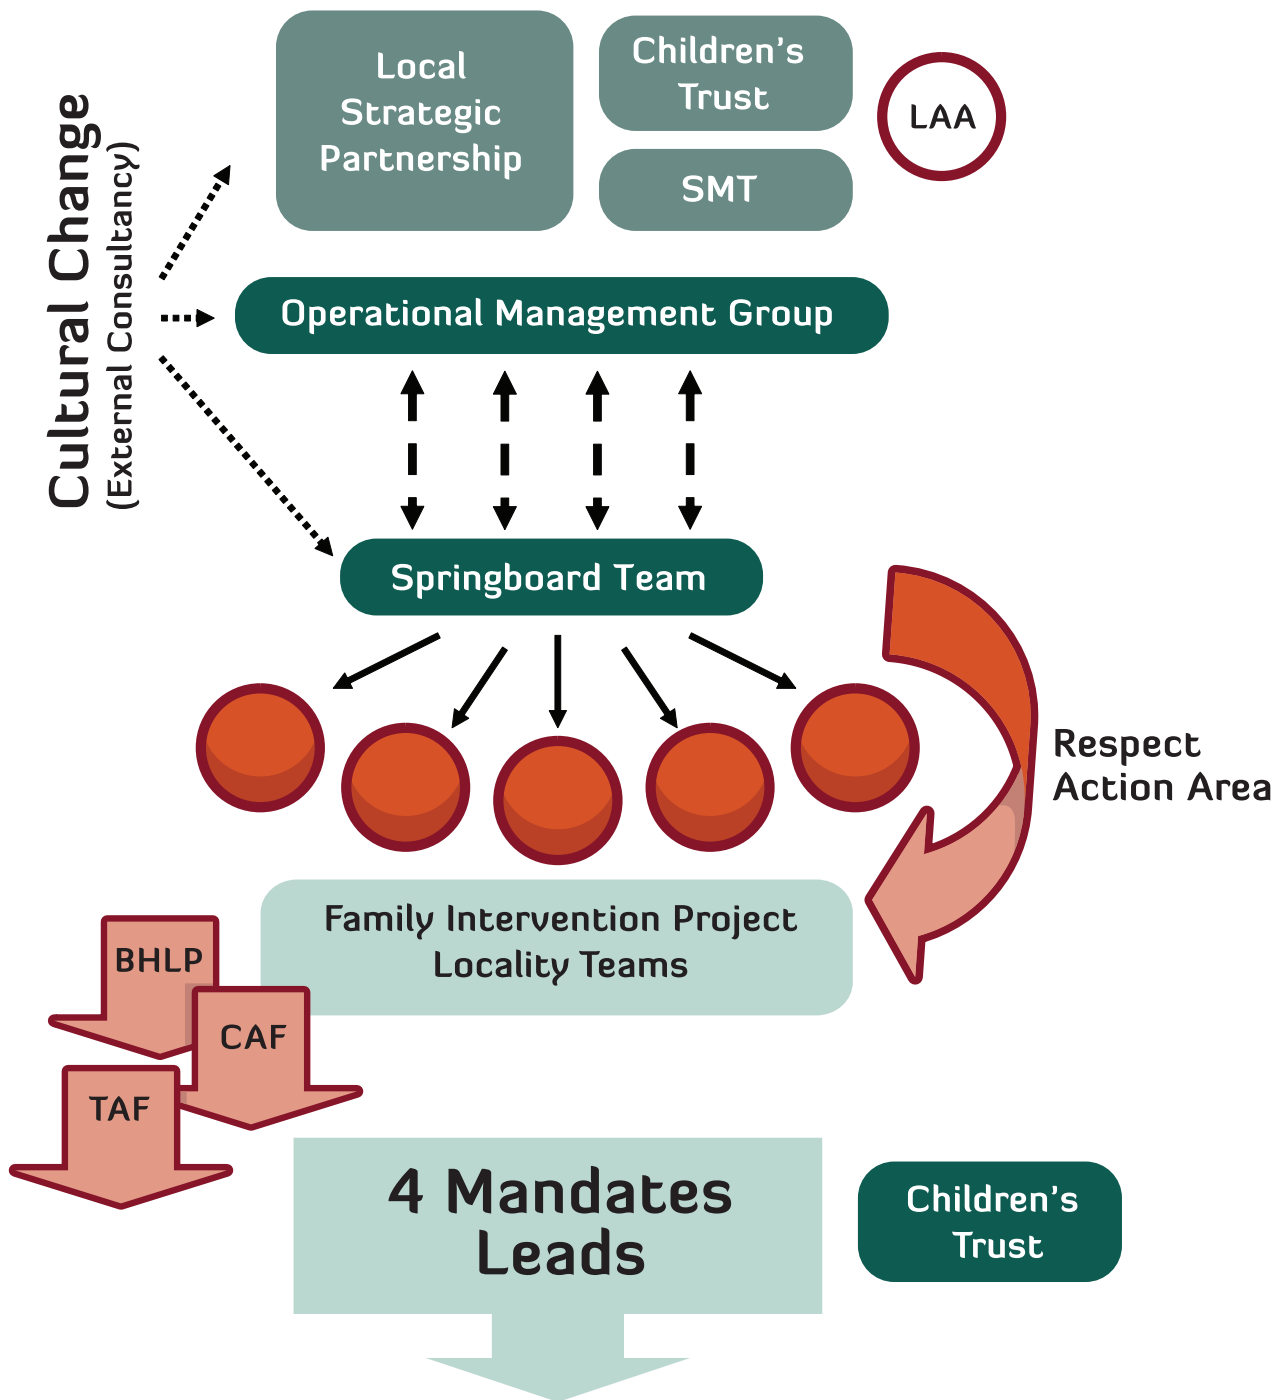 Cultural Change
(External Consultancy)
Local
Strategic
Partnership
Children's
Trust
SMT
LAA
Operational Management Group
Springboard Team
Respect
Action Area
Family Intervention Project
Locality Teams
BHLP
CAF
TAF
4 Mandates
Leads
Children's
Trust